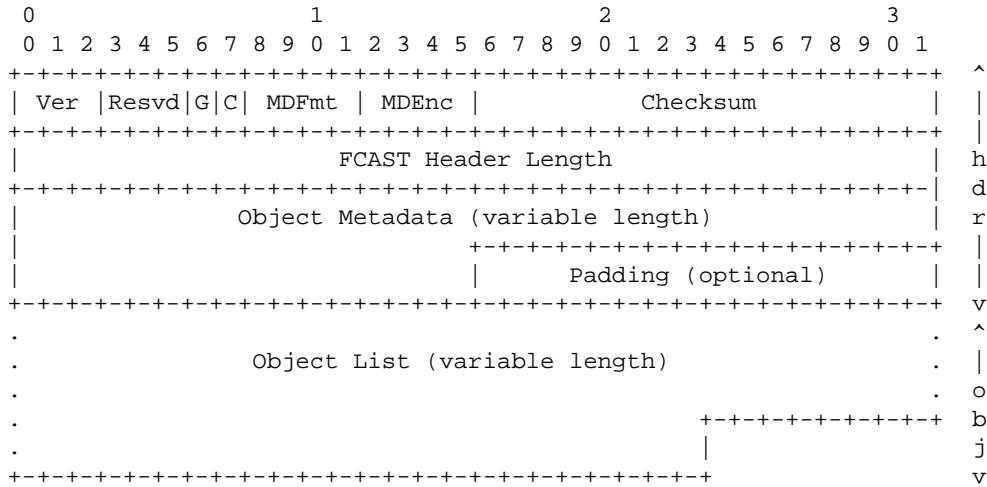 0                   1                   2                   3
 0 1 2 3 4 5 6 7 8 9 0 1 2 3 4 5 6 7 8 9 0 1 2 3 4 5 6 7 8 9 0 1
+-+-+-+-+-+-+-+-+-+-+-+-+-+-+-+-+-+-+-+-+-+-+-+-+-+-+-+-+-+-+-+-+  ^
| Ver |Resvd|G|C| MDFmt | MDEnc |           Checksum            |  |
+-+-+-+-+-+-+-+-+-+-+-+-+-+-+-+-+-+-+-+-+-+-+-+-+-+-+-+-+-+-+-+-+  |
|                      FCAST Header Length                      |  h
+-+-+-+-+-+-+-+-+-+-+-+-+-+-+-+-+-+-+-+-+-+-+-+-+-+-+-+-+-+-+-+-|  d
|               Object Metadata (variable length)               |  r
|                               +-+-+-+-+-+-+-+-+-+-+-+-+-+-+-+-+  |
|                               |      Padding (optional)       |  |
+-+-+-+-+-+-+-+-+-+-+-+-+-+-+-+-+-+-+-+-+-+-+-+-+-+-+-+-+-+-+-+-+  v
.                                                               .  ^
.                Object List (variable length)                  .  |
.                                                               .  o
.                                               +-+-+-+-+-+-+-+-+  b
.                                               |                  j
+-+-+-+-+-+-+-+-+-+-+-+-+-+-+-+-+-+-+-+-+-+-+-+-+                  v